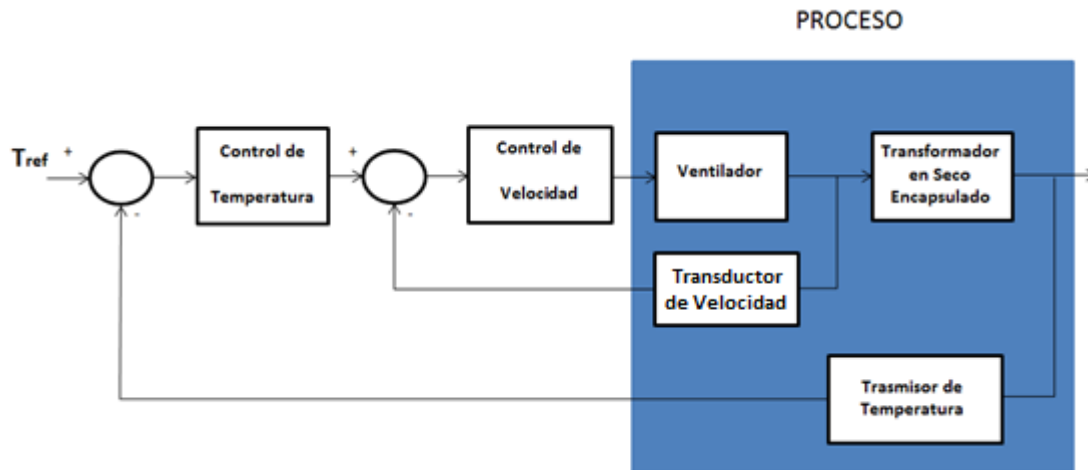 PROCESO
Tref
+
-
Control de
Temperatura
+
-
Control de
Velocidad
Ventilador
Transformador
en Seco
Encapsulado
Transductor
de Velocidad
Trasmisor de
Temperatura